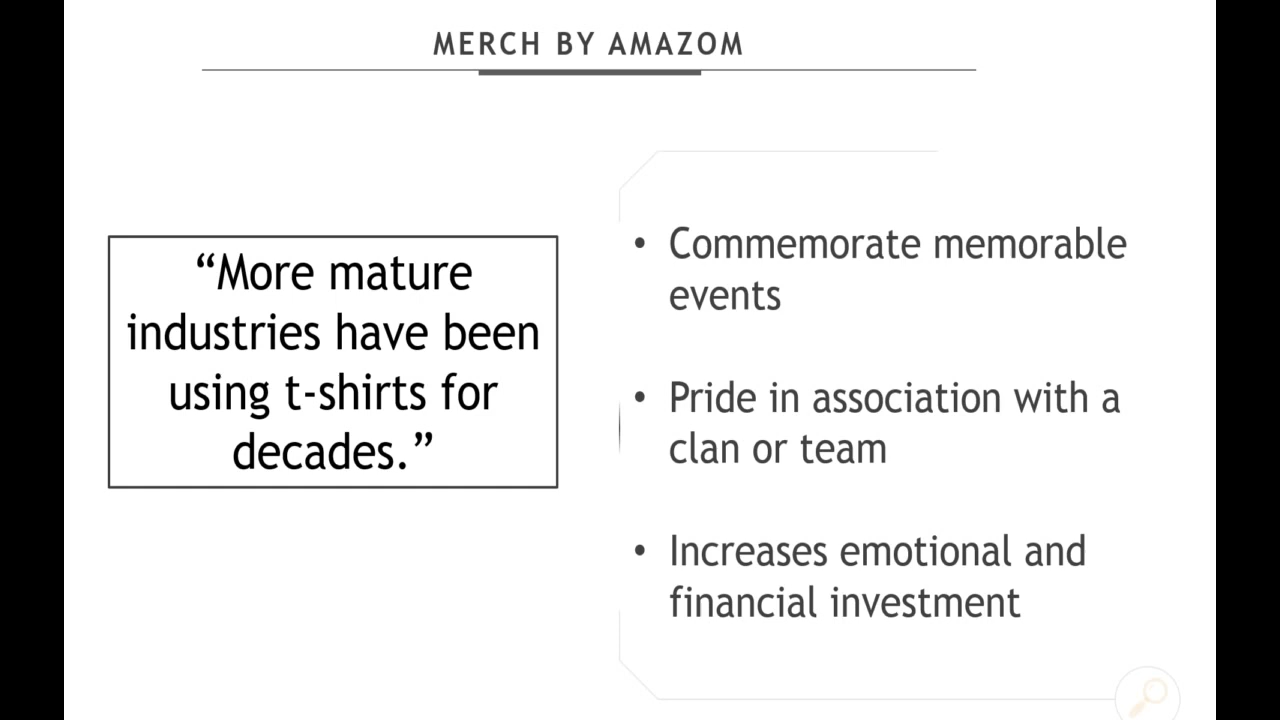 MERCH BY AMAZOM
“More mature
industries have been
using t-shirts for
decades.”
• Commemorate memorable
events
• Pride in association with a
clan or team
• Increases emotional and
financial investment